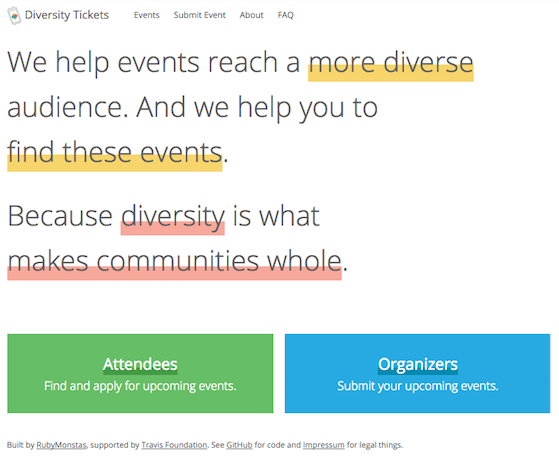 Diversity Tickets Events Submit Event About FAQ
We help events reach a more diverse
audience. And we help you to
find these events.
Because diversity is what
makes communities whole.
Attendees
Find and apply for upcoming events.
Organizers
Submit your upcoming events.
Built by RubyMonstas, supported by Travis Foundation. See GitHub for code and Impressum for legal things.